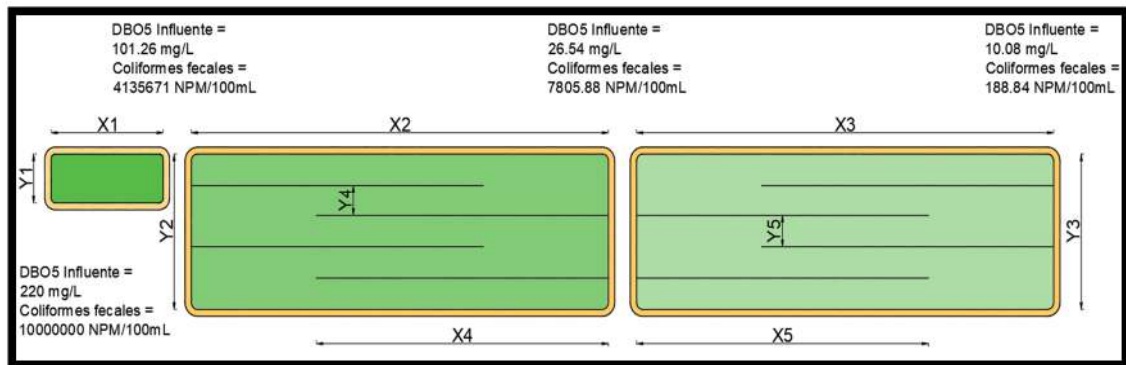 DBO5 Influente =
101.26 mg/L
Coliformes fecales =
4135671 NPM/100mL
DBO5 Influente =
26.54 mg/L
Coliformes fecales =
7805.88 NPM/100mL
DBO5 Influente =
10.08 mg/L
Coliformes fecales =
188.84 NPM/100mL
X1
X2
X3
Y1
Y2
Y4
Y5
Y3
DBO5 Influente =
220 mg/L
Coliformes fecales =
10000000 NPM/100mL
X4
X5